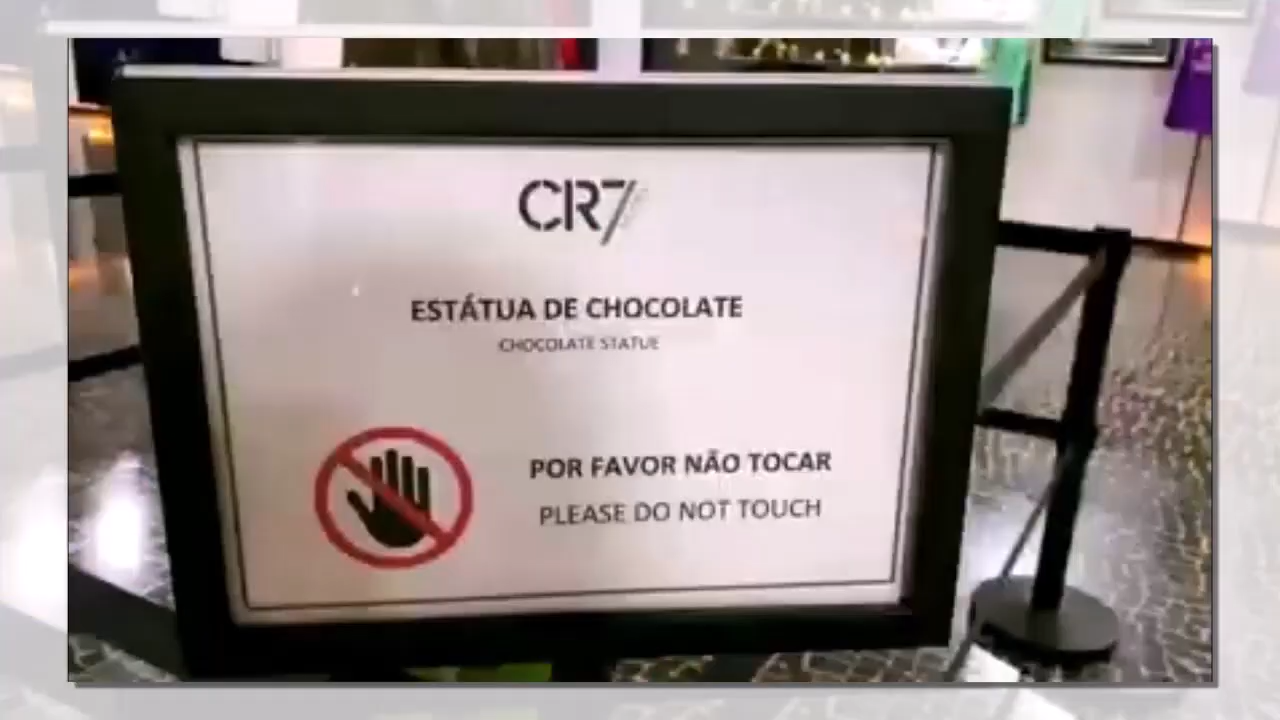 CR7
ESTÁTUA DE CHOCOLATE
CHOCOLATE STATUE
POR FAVOR NÃO TOCAR
PLEASE DO NOT TOUCH